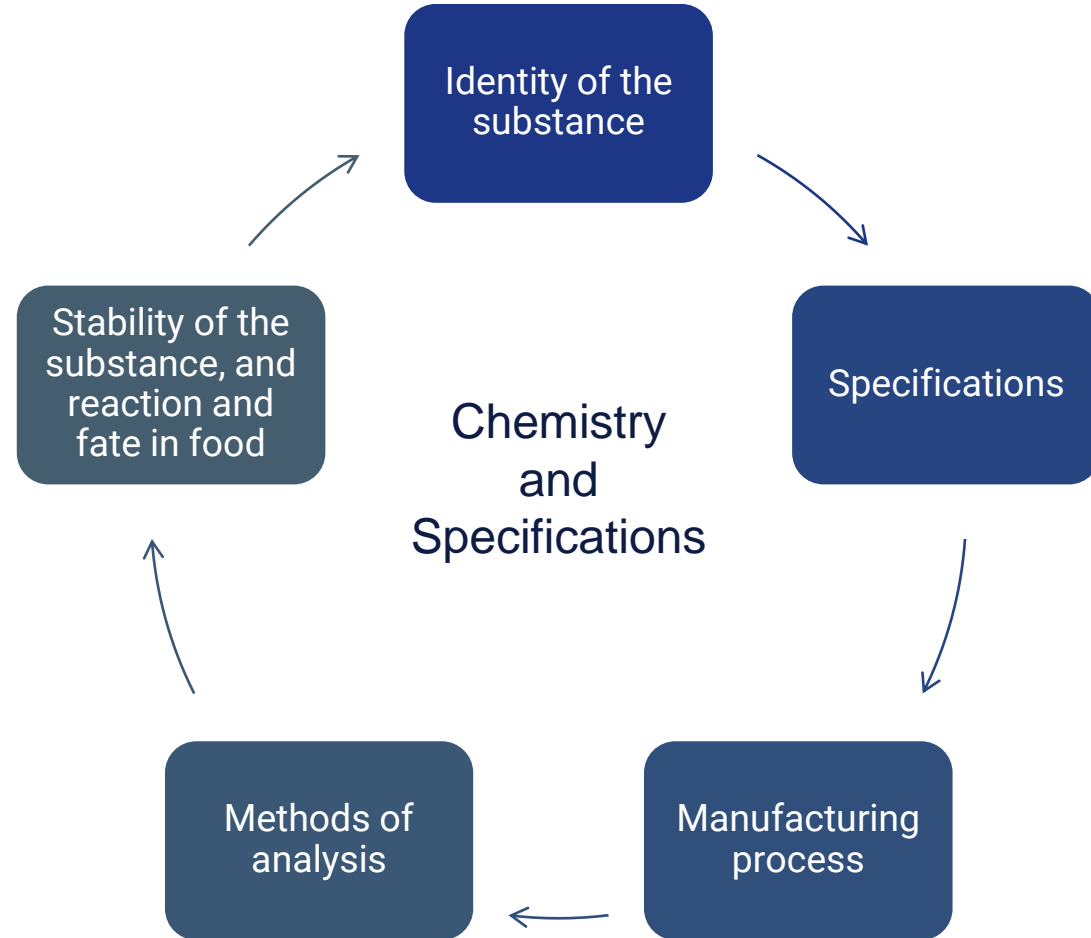 Identity of the
substance
Specifications
Manufacturing
process
Methods of
analysis
Stability of the
substance, and
reaction and
fate in food
Chemistry
and
Specifications